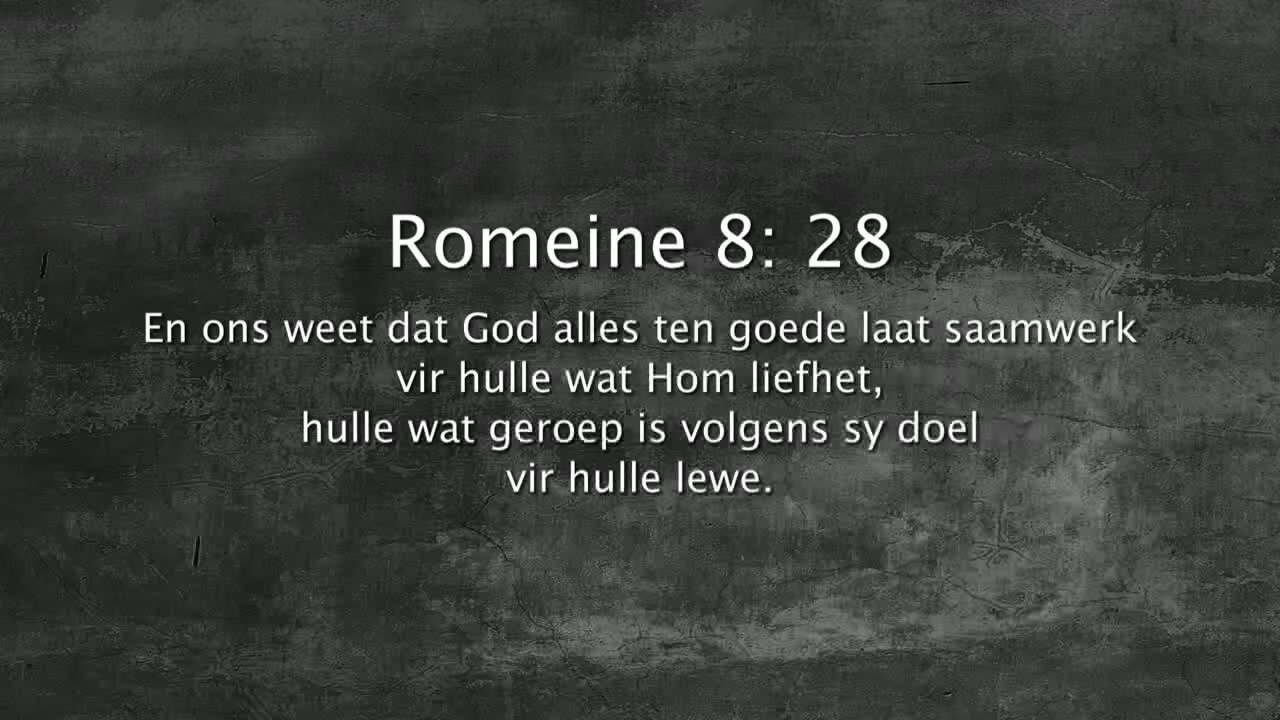 Romeine 8: 28
En ons weet dat God alles ten goede laat saamwerk
vir hulle wat Hom liefhet,
hulle wat geroep is volgens sy doel
vir hulle lewe.